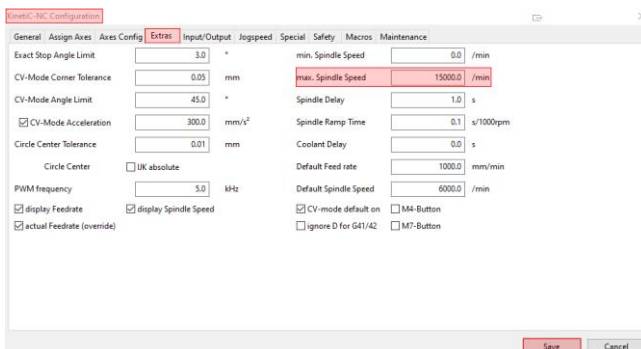 KinetiC-NC Configuration
General Assign Axes Axes Config Extras Input/Output Jogspeed Special Safety Macros Maintenance
Exact Stop Angle Limit 3.0 ° min. Spindle Speed 0.0 /min
CV-Mode Corner Tolerance 0.05 mm max. Spindle Speed 15000.0 /min
CV-Mode Angle Limit 45.0 ° Spindle Delay 1.0 s
CV-Mode Acceleration 300.0 mm/s² Spindle Ramp Time 0.1 s/1000rpm
Circle Center Tolerance 0.01 mm Coolant Delay 0.0 s
Circle Center IJK absolute Default Feed rate 1000.0 mm/min
PWM frequency 5.0 kHz Default Spindle Speed 6000.0 /min
display Feedrate display Spindle Speed CV-mode default on M4-Button
actual Feedrate (override) ignore D for G41/42 M7-Button
Save Cancel